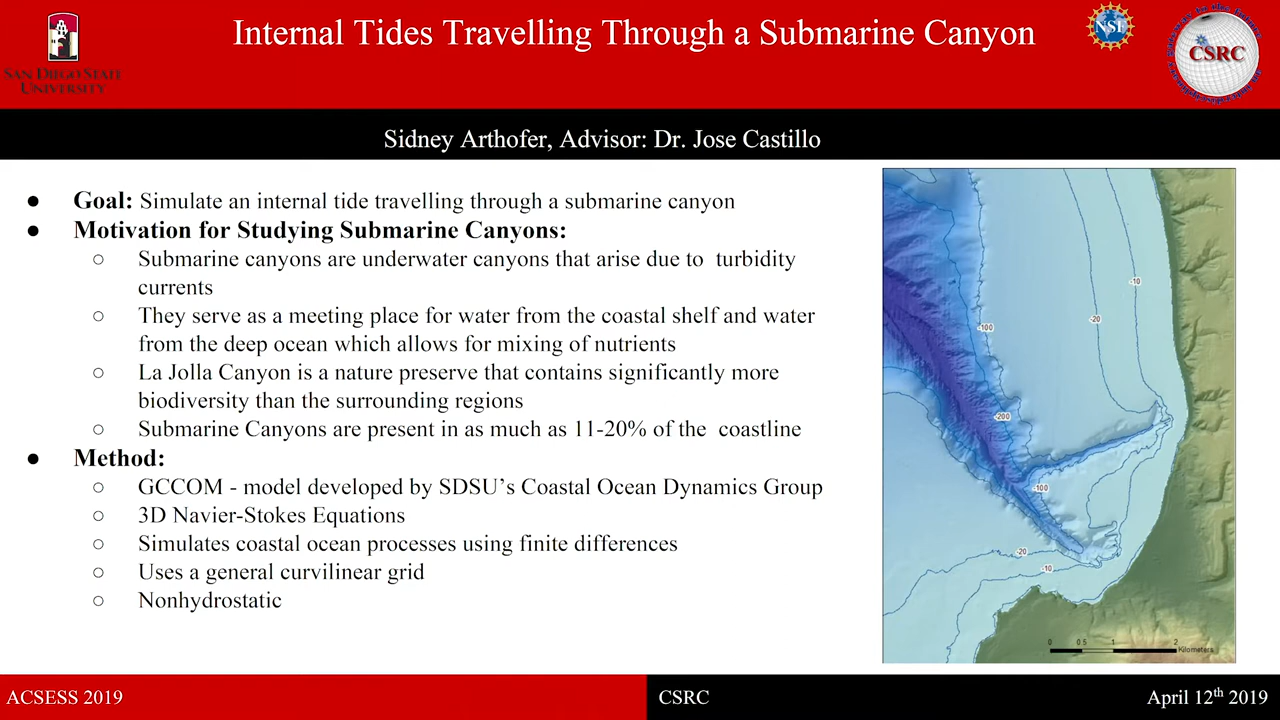 Internal Tides Travelling Through a Submarine Canyon
SAN DIEGO STATE
UNIVERSITY
NSF
CSRC
Sidney Arthofer, Advisor: Dr. Jose Castillo
● Goal: Simulate an internal tide travelling through a submarine canyon
● Motivation for Studying Submarine Canyons:
○ Submarine canyons are underwater canyons that arise due to turbidity
currents
○ They serve as a meeting place for water from the coastal shelf and water
from the deep ocean which allows for mixing of nutrients
○ La Jolla Canyon is a nature preserve that contains significantly more
biodiversity than the surrounding regions
○ Submarine Canyons are present in as much as 11-20% of the coastline
● Method:
○ GCCOM - model developed by SDSU's Coastal Ocean Dynamics Group
○ 3D Navier-Stokes Equations
○ Simulates coastal ocean processes using finite differences
○ Uses a general curvilinear grid
○ Nonhydrostatic
-10
-20
-100
-200
-100
-20
-10
0 0.5 1 2
Kilometers
ACSESS 2019
CSRC
April 12th 2019